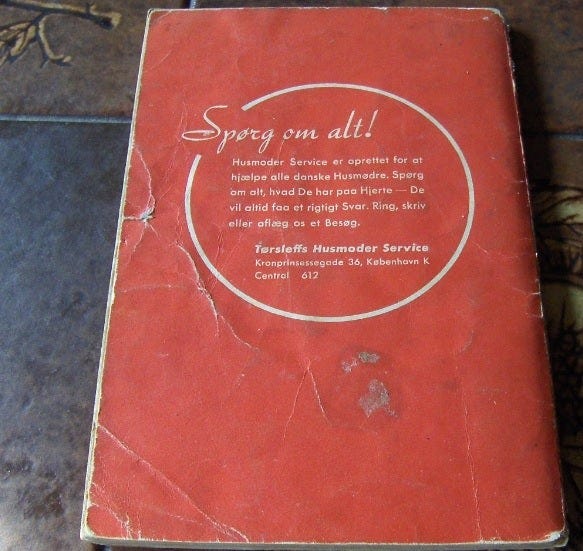 Spørg om alt!
Husmoder Service er oprettet for at
hjælpe alle danske Husmødre. Spørg
om alt, hvad De har paa Hjerte — De
vil altid faa et rigtigt Svar. Ring, skriv
eller aflæg os et Besøg.
Tørsleffs Husmoder Service
Kronprinsessegade 36, København K
Central 612